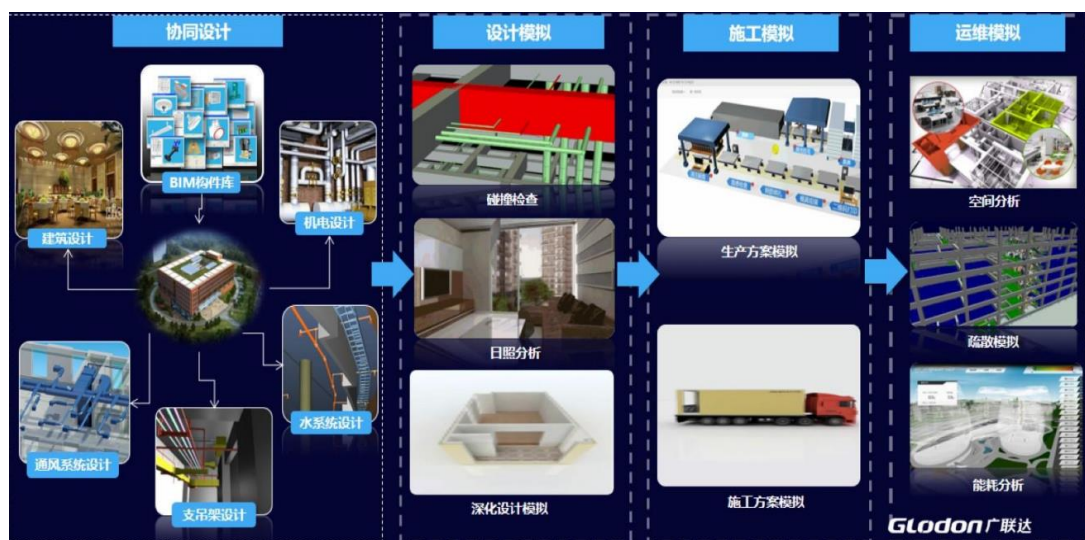 协同设计
设计模拟
施工模拟
运维模拟
BIM构件库
建筑设计
机电设计
通风系统设计
水系统设计
支吊架设计
碰撞检查
日照分析
深化设计模拟
生产方案模拟
施工方案模拟
空间分析
疏散模拟
能耗分析
GLODON广联达